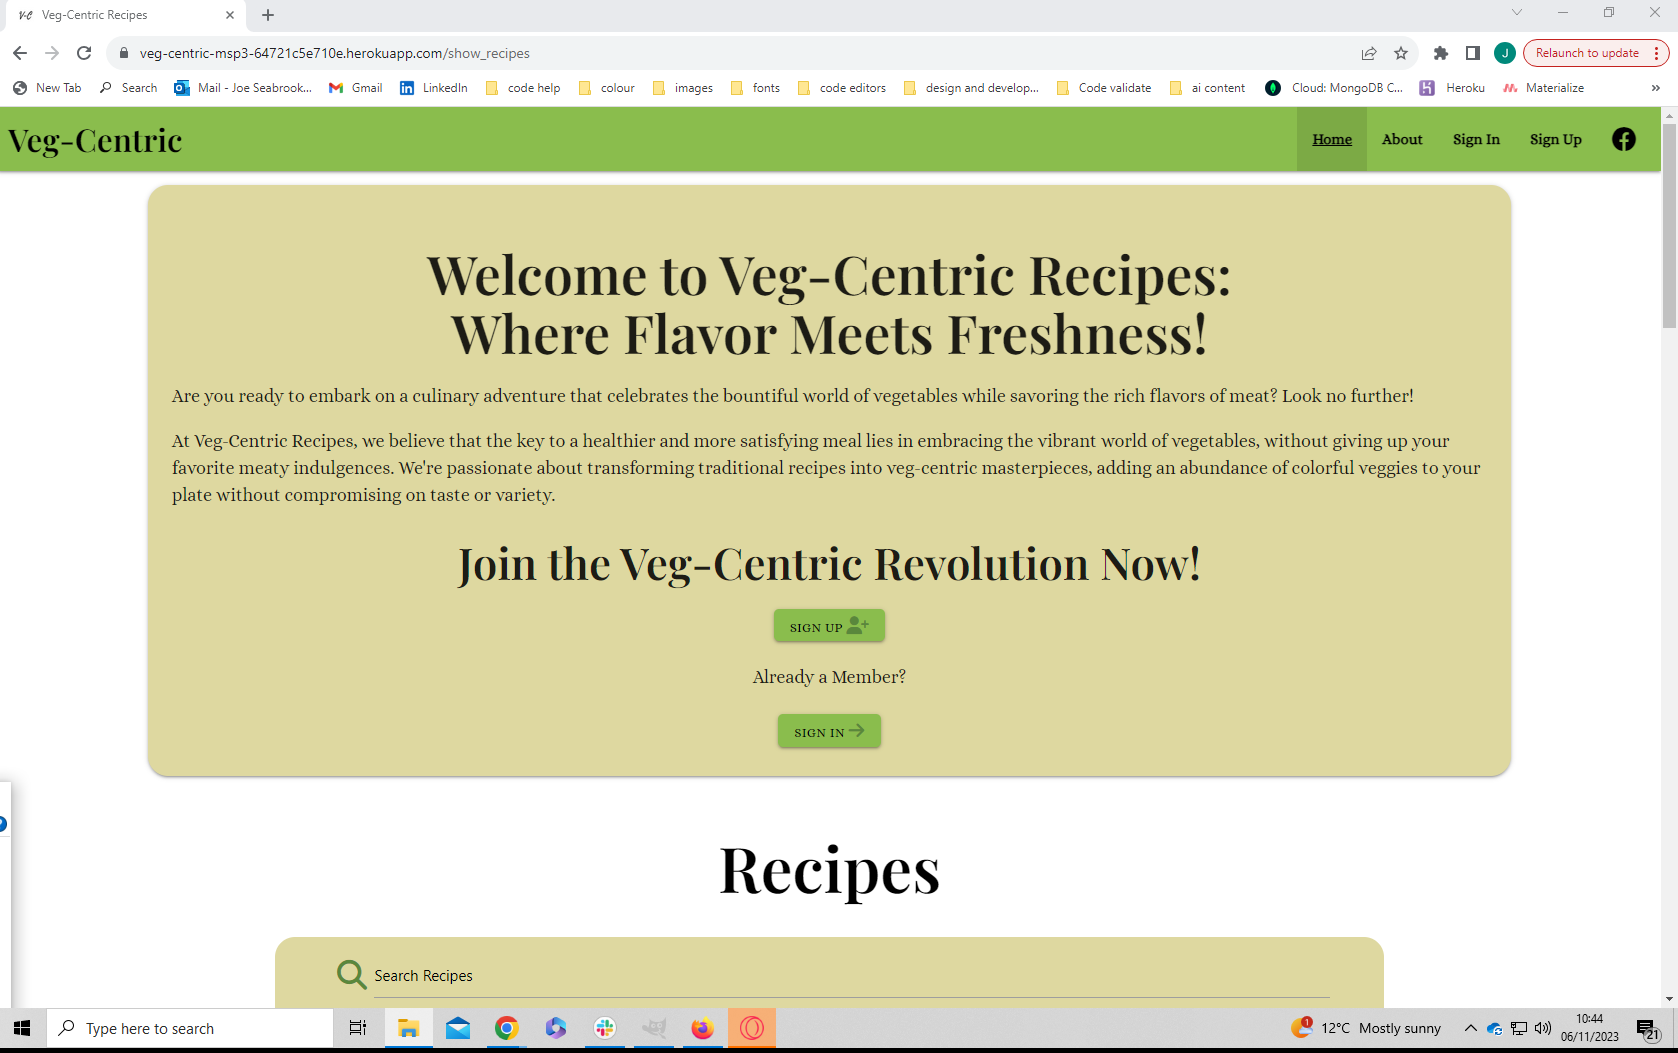 V-C Veg-Centric Recipes
veg-centric-msp3-64721c5e710e.herokuapp.com/show_recipes
J
Relaunch to update
New Tab
Search
Mail - Joe Seabrook...
Gmail
LinkedIn
code help
colour
images
fonts
code editors
design and develop...
Code validate
ai content
Cloud: MongoDB C...
Heroku
Materialize
»
Veg-Centric
Home
About
Sign In
Sign Up
Welcome to Veg-Centric Recipes:
Where Flavor Meets Freshness!
Are you ready to embark on a culinary adventure that celebrates the bountiful world of vegetables while savoring the rich flavors of meat? Look no further!
At Veg-Centric Recipes, we believe that the key to a healthier and more satisfying meal lies in embracing the vibrant world of vegetables, without giving up your
favorite meaty indulgences. We're passionate about transforming traditional recipes into veg-centric masterpieces, adding an abundance of colorful veggies to your
plate without compromising on taste or variety.
Join the Veg-Centric Revolution Now!
SIGN UP
Already a Member?
SIGN IN
Recipes
Search Recipes
Type here to search
1
12°C Mostly sunny
10:44
06/11/2023
21